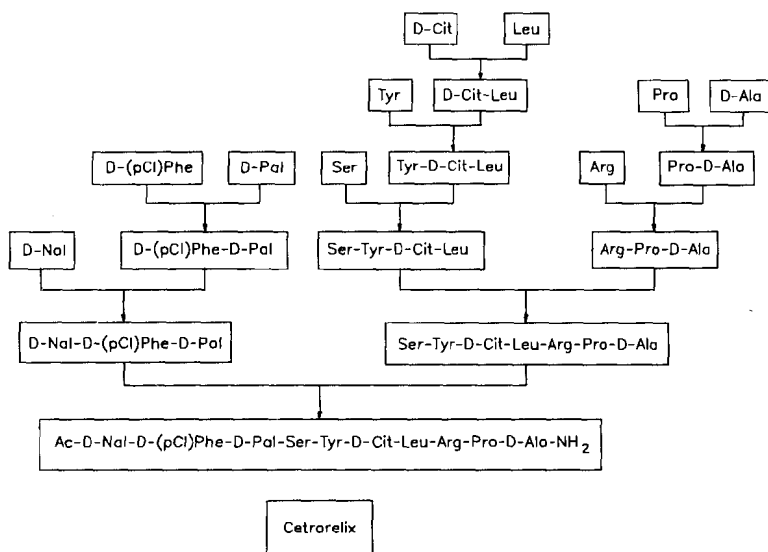 D-Cit Leu
Tyr D-Cit-Leu Pro D-Ala
D-(pCl)Phe D-Pal Ser Tyr-D-Cit-Leu Arg Pro-D-Ala
D-Nal D-(pCl)Phe-D-Pal Ser-Tyr-D-Cit-Leu Arg-Pro-D-Ala
D-Nal-D-(pCl)Phe-D-Pal Ser-Tyr-D-Cit-Leu-Arg-Pro-D-Ala
Ac-D-Nal-D-(pCl)Phe-D-Pal-Ser-Tyr-D-Cit-Leu-Arg-Pro-D-Ala-NH2
Cetrorelix